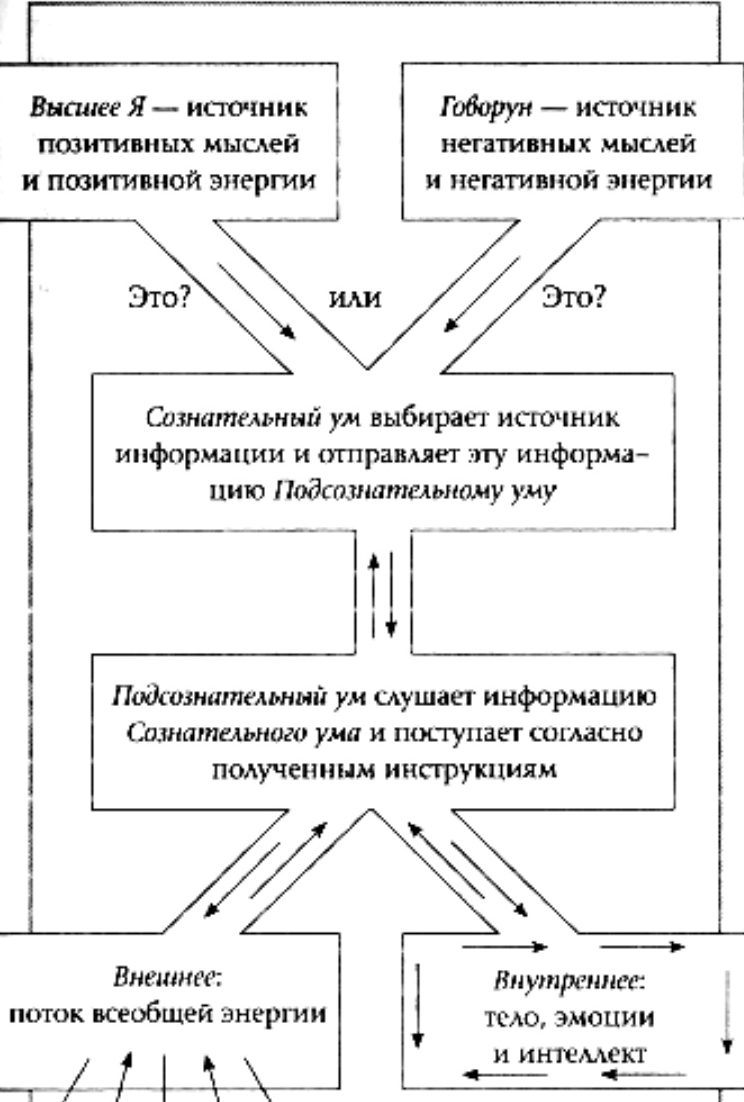 Высшее Я — источник
позитивных мыслей
и позитивной энергии
Говорун — источник
негативных мыслей
и негативной энергии
Это?
или
Это?
Сознательный ум выбирает источник
информации и отправляет эту информа-
цию Подсознательному уму
Подсознательный ум слушает информацию
Сознательного ума и поступает согласно
полученным инструкциям
Внешнее:
поток всеобщей энергии
Внутреннее:
тело, эмоции
и интеллект